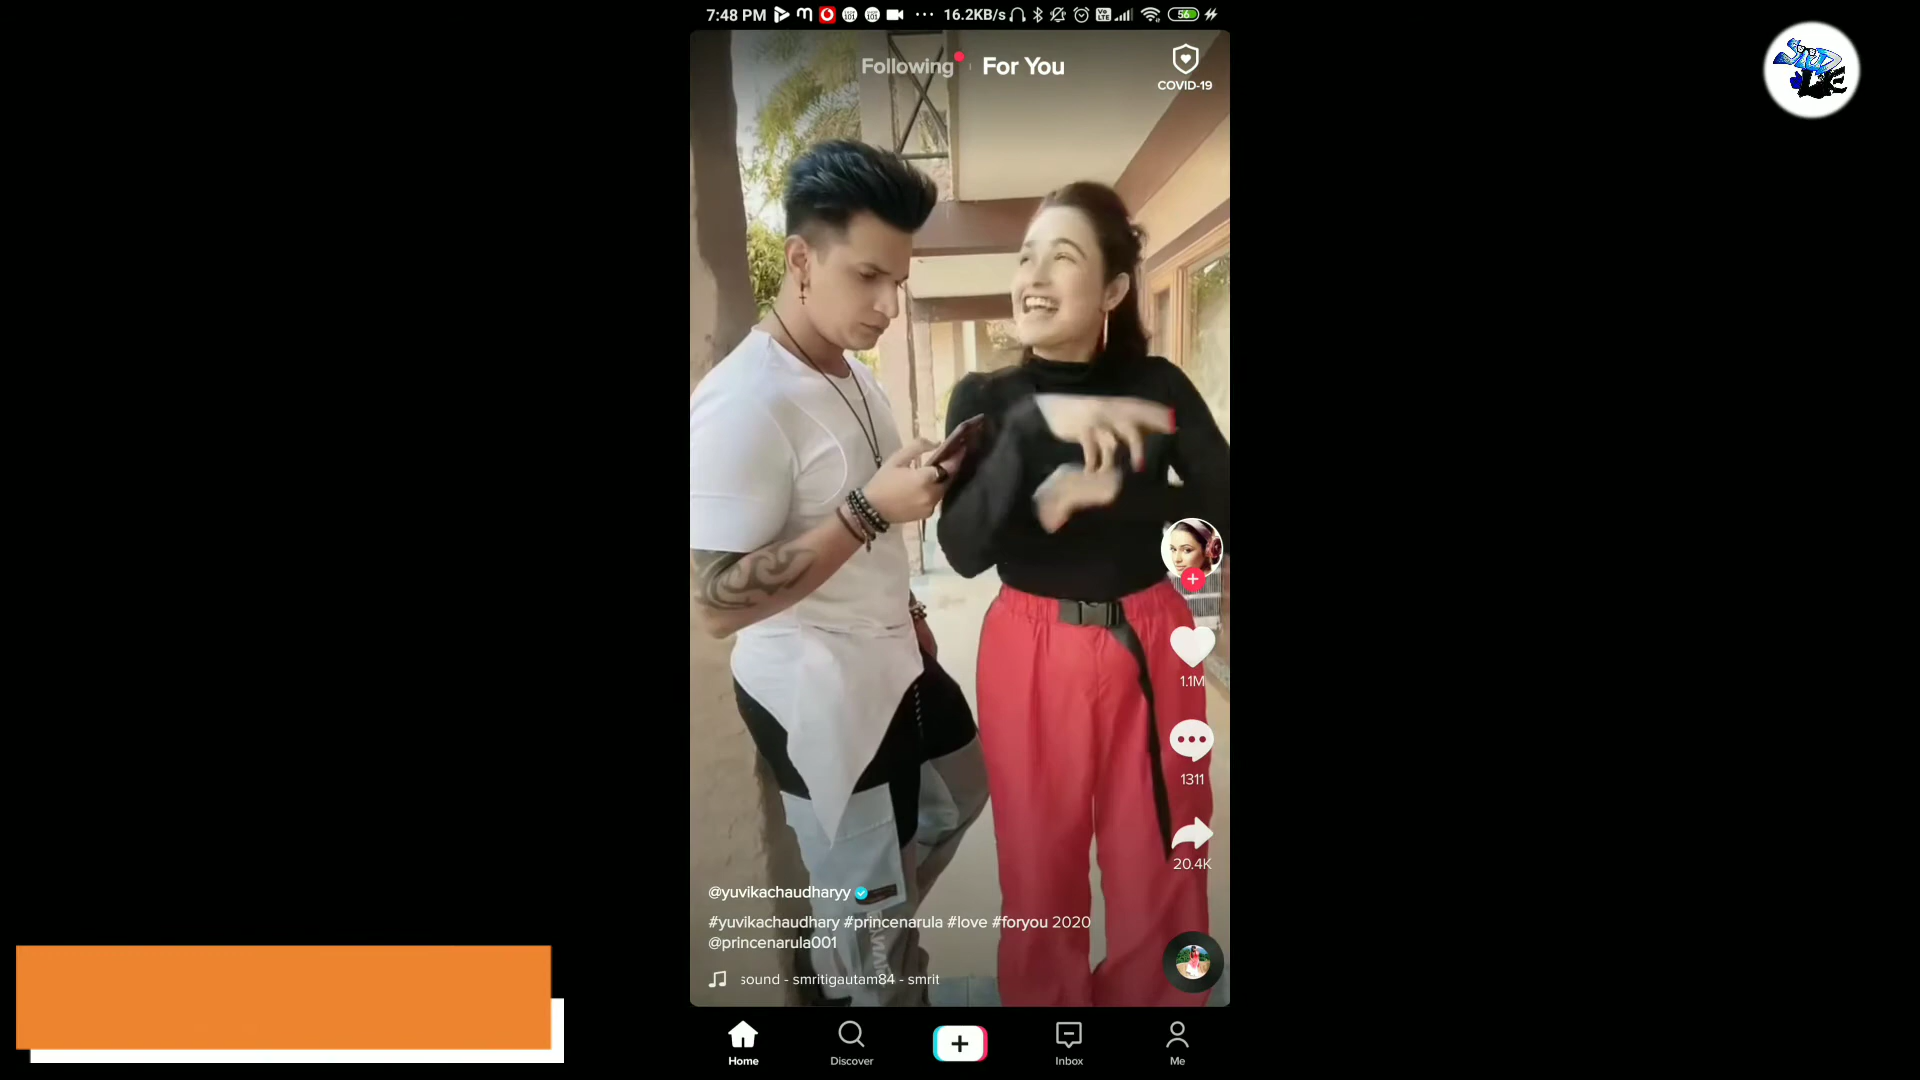 7:48 PM
16.2KB/s
56
Following
For You
COVID-19
1.1M
1311
20.4K
@yuvikachaudharyy
#yuvikachaudhary #princenarula #love #foryou 2020
@princenarula001
sound - smritigautam84 - smrit
Home
Discover
Inbox
Me